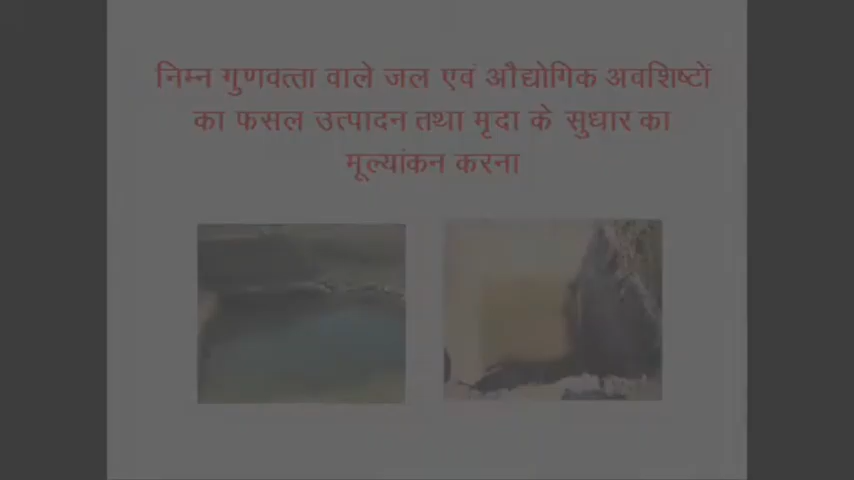 निम्न गुणवत्ता वाले जल एवं औद्योगिक अवशिष्टों
का फसल उत्पादन तथा मृदा के सुधार का
मूल्यांकन करना